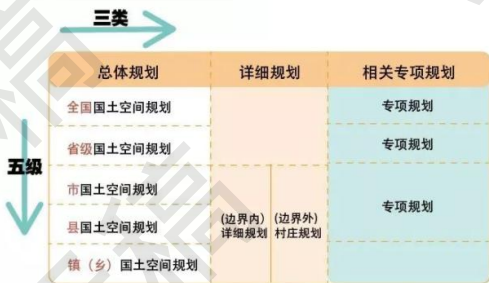 三类
总体规划 详细规划 相关专项规划
全国国土空间规划 专项规划
省级国土空间规划 专项规划
五级
市国土空间规划
专项规划
县国土空间规划
(边界内) (边界外)
详细规划 村庄规划
镇（乡）国土空间规划
稿
稿